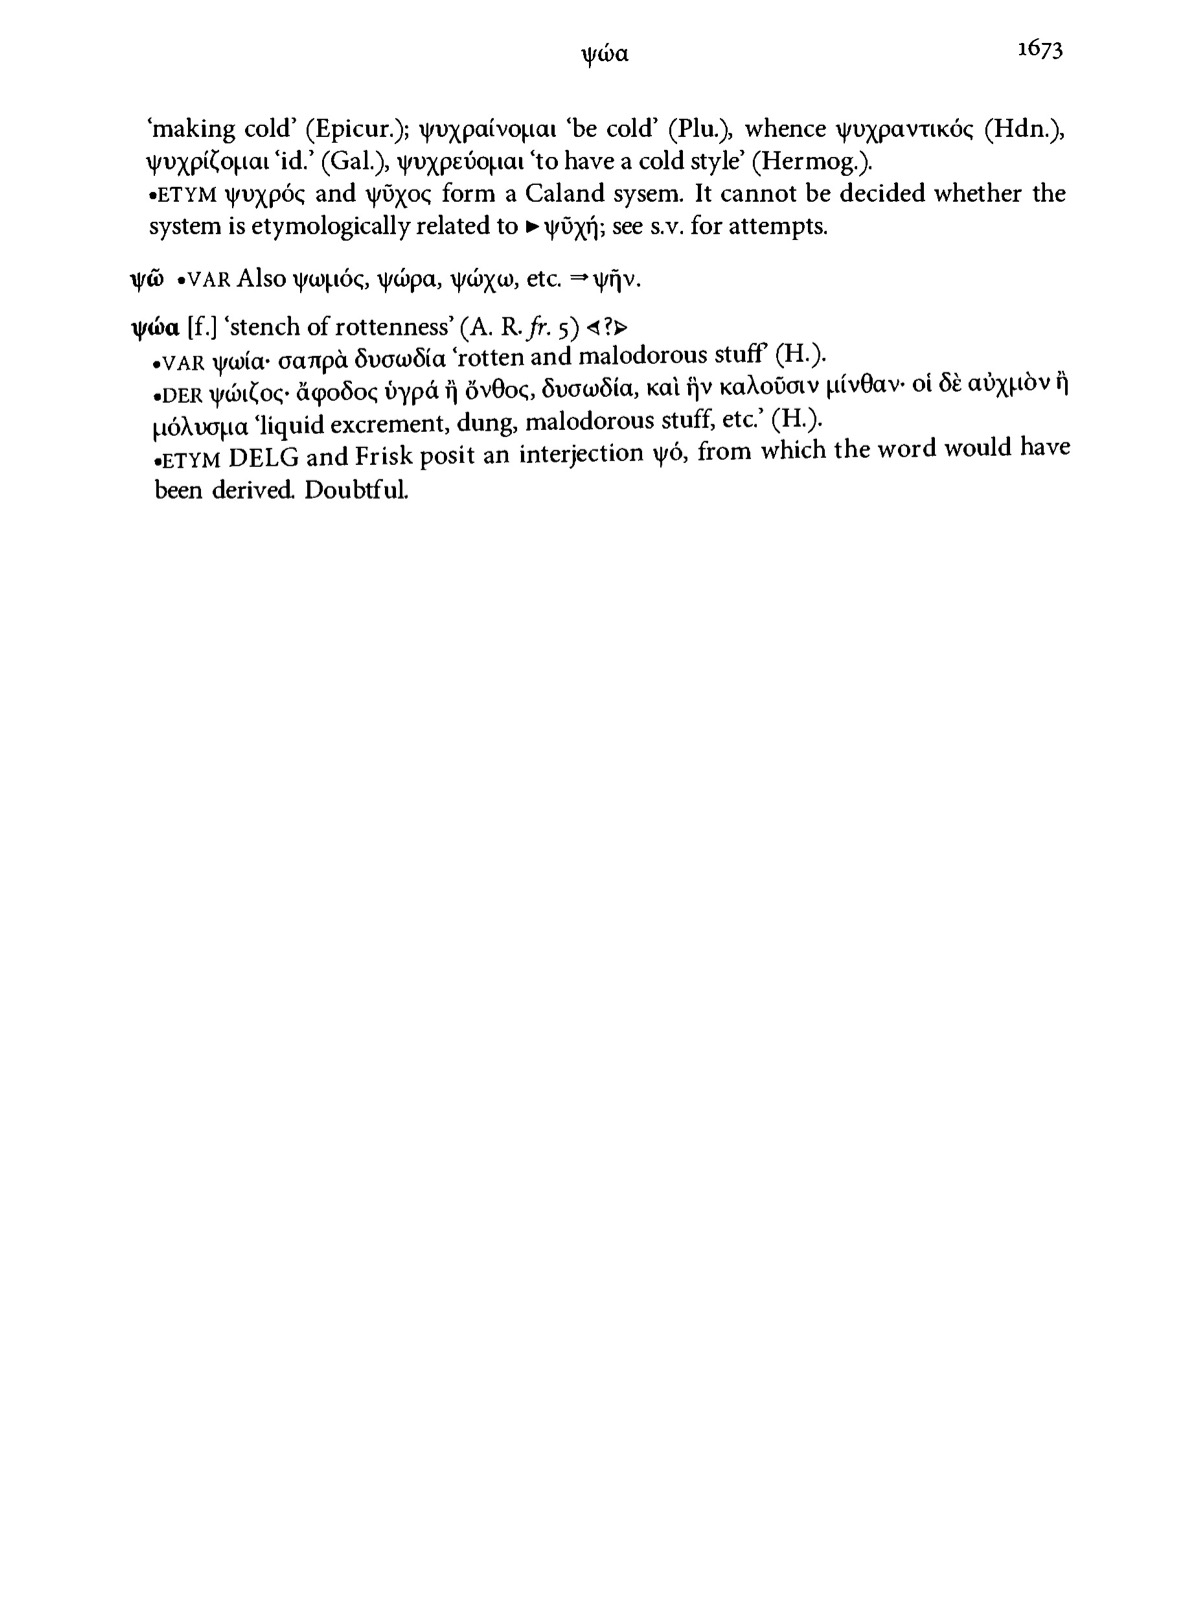 ψώα 1673
‘making cold’ (Epicur.); ψυχραίνομαι ‘be cold’ (Plu.), whence ψυχραντικός (Hdn.),
ψυχρίζομαι ‘id.’ (Gal.), ψυχρεύομαι ‘to have a cold style’ (Hermog.).
•ETYM ψυχρός and ψῦχος form a Caland sysem. It cannot be decided whether the
system is etymologically related to ►ψῡχή; see s.v. for attempts.
ψῶ •VAR Also ψωμός, ψώρα, ψώχω, etc. ⇒ψῆν.
ψώα [f.] ‘stench of rottenness’ (A. R. fr. 5) ⋖?⋗
•VAR ψωία· σαπρὰ δυσωδία ‘rotten and malodorous stuff’ (H.).
•DER ψώιζος· ἄφοδος ὑγρά ἢ ὄνθος, δυσωδία, καὶ ἣν καλοῦσιν μίνθαν· οἱ δὲ αὐχμὸν ἢ
μόλυσμα ‘liquid excrement, dung, malodorous stuff, etc.’ (H.).
•ETYM DELG and Frisk posit an interjection ψό, from which the word would have
been derived. Doubtful.